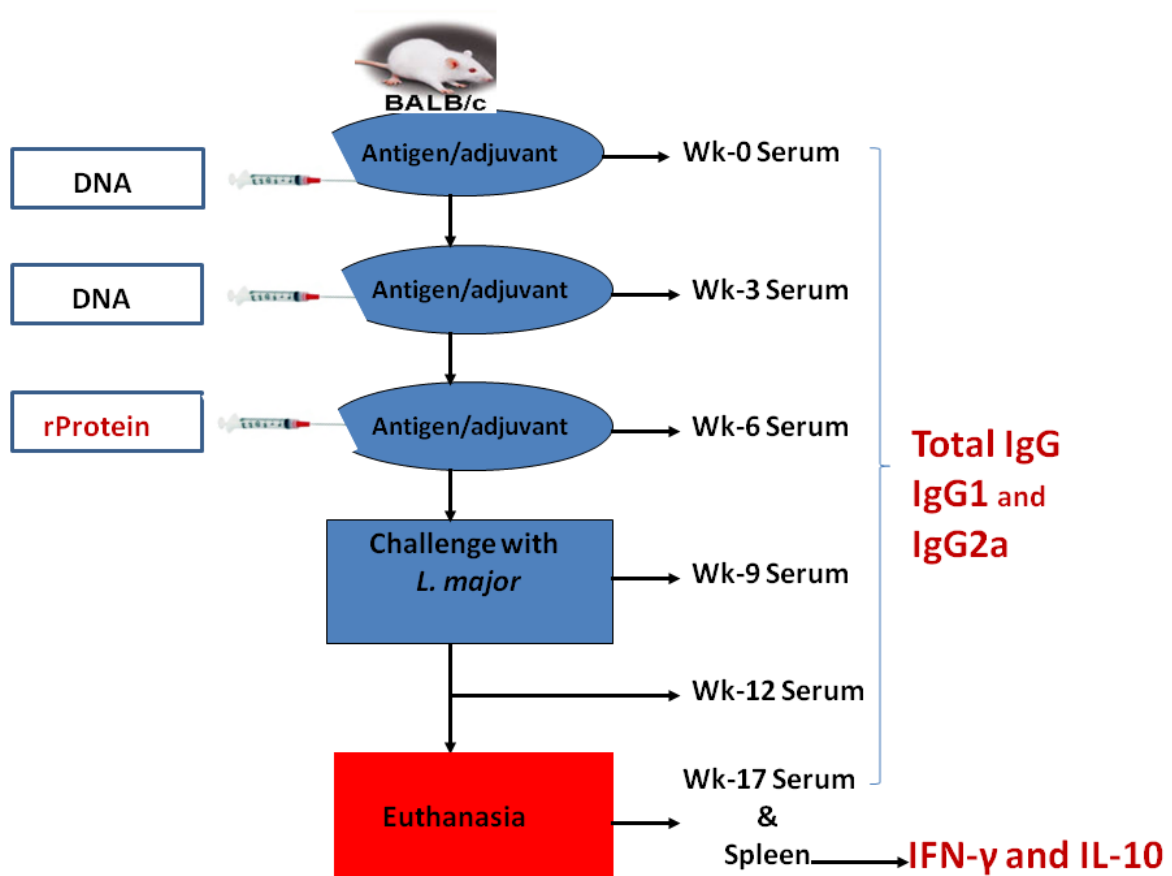 BALB/c
DNA
Antigen/adjuvant
Wk-0 Serum
DNA
Antigen/adjuvant
Wk-3 Serum
rProtein
Antigen/adjuvant
Wk-6 Serum
Total IgG
IgG1 and
IgG2a
Challenge with
L. major
Wk-9 Serum
Wk-12 Serum
Euthanasia
Wk-17 Serum
&
Spleen
IFN-γ and IL-10